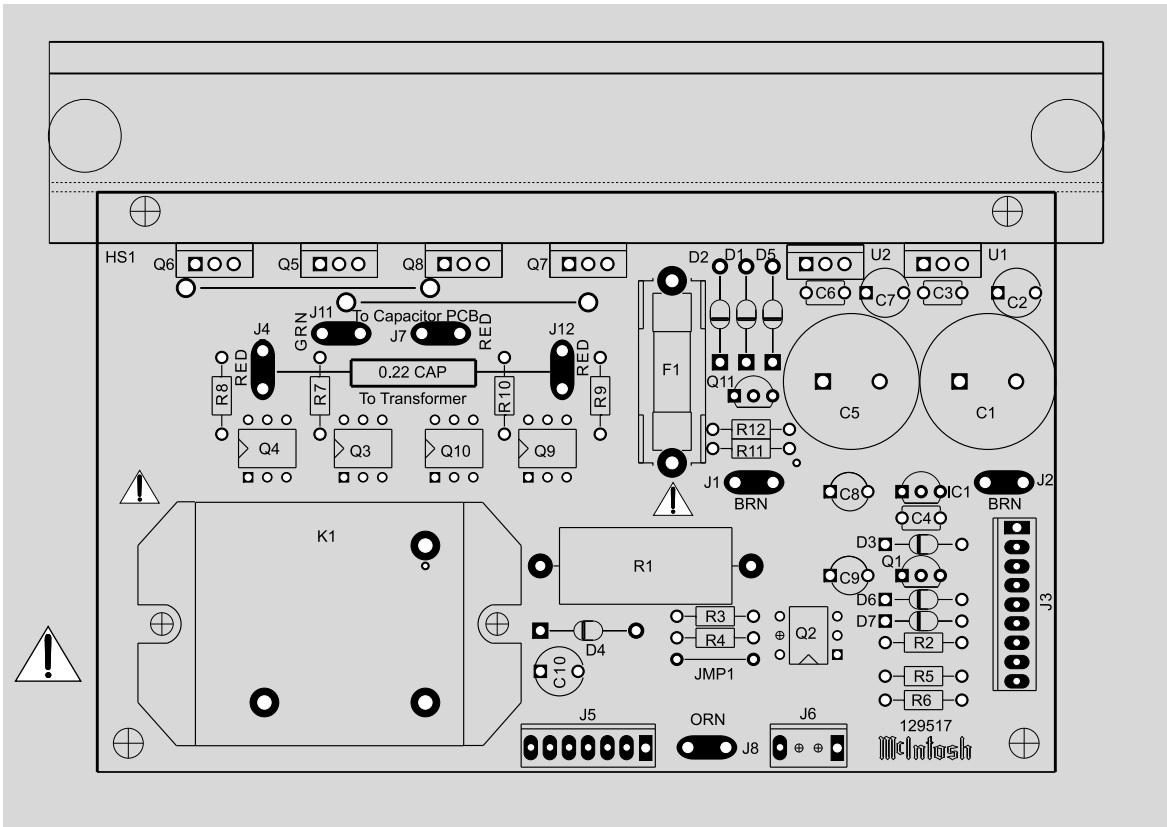 HS1
Q6
Q5
Q8
Q7
D2
D1
D5
U2
U1
C6
C7
C3
C2
J11
To Capacitor PCB
GRN
J7
RED
J4
RED
J12
RED
0.22 CAP
To Transformer
F1
R8
R7
R10
R9
Q11
C5
C1
Q4
Q3
Q10
Q9
R12
R11
J1
BRN
C8
IC1
J2
BRN
C4
K1
R1
D3
C9
Q1
D6
D7
J3
R3
R4
JMP1
Q2
R2
D4
C10
R5
R6
J5
ORN
J8
J6
129517
McIntosh